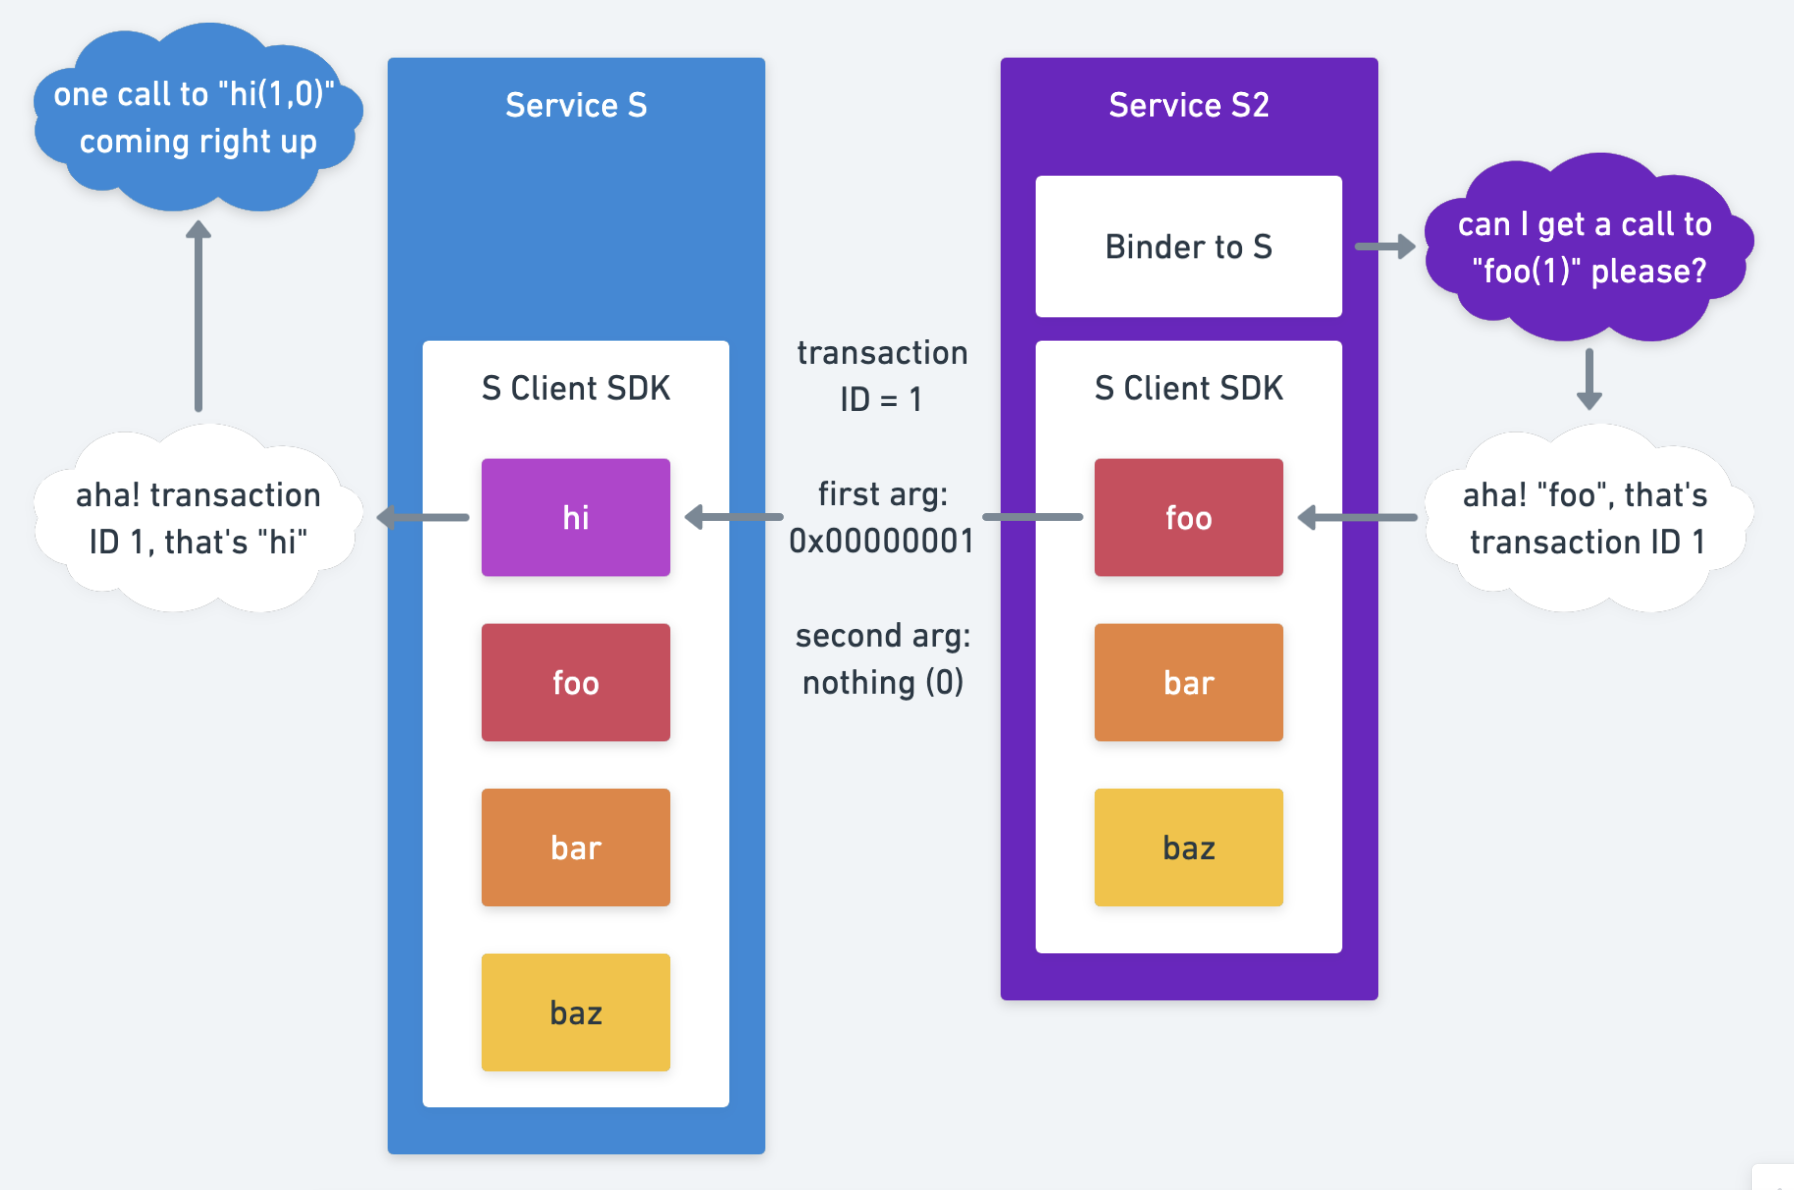 one call to "hi(1,0)"
coming right up
Service S
Service S2
Binder to S
can I get a call to
"foo(1)" please?
S Client SDK
transaction
ID = 1
S Client SDK
aha! transaction
ID 1, that's "hi"
hi
first arg:
0x00000001
foo
aha! "foo", that's
transaction ID 1
foo
second arg:
nothing (0)
bar
bar
baz
baz